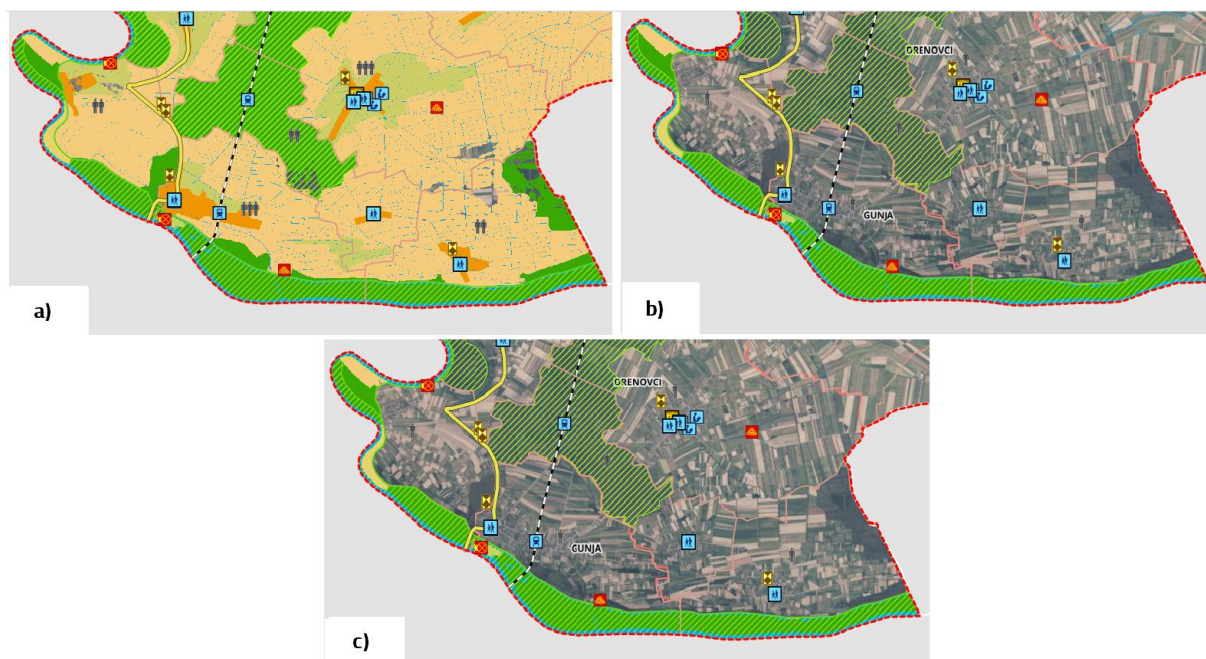 a)
DRENOVCI
GUNJA
b)
DRENOVCI
GUNJA
c)